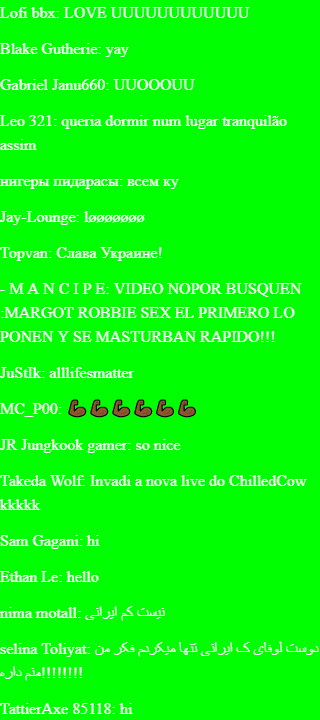 Lofi bbx: LOVE UUUUUUUUUUUU
Blake Gutherie: yay
Gabriel Janu660: UUOOOUU
Leo 321: queria dormir num lugar tranquilão
assim
нигеры пидарасы: всем ку
Jay-Lounge: løøøøøøø
Topvan: Слава Украине!
- M A N C I P E: VIDEO NOPOR BUSQUEN
:MARGOT ROBBIE SEX EL PRIMERO LO
PONEN Y SE MASTURBAN RAPIDO!!!
JuStIk: alllifesmatter
MC_P00: 💪🏾💪🏾💪🏾💪🏾💪🏾💪🏾
JR Jungkook gamer: so nice
Takeda Wolf: Invadi a nova live do ChilledCow
kkkkk
Sam Gagani: hi
Ethan Le: hello
nima motall: نیست کم ایرانی
selina Toliyat: دوست لوفای ک ایرانی تنها میکردم فکر من
منم داره!!!!!!!!
TattierAxe 85118: hi